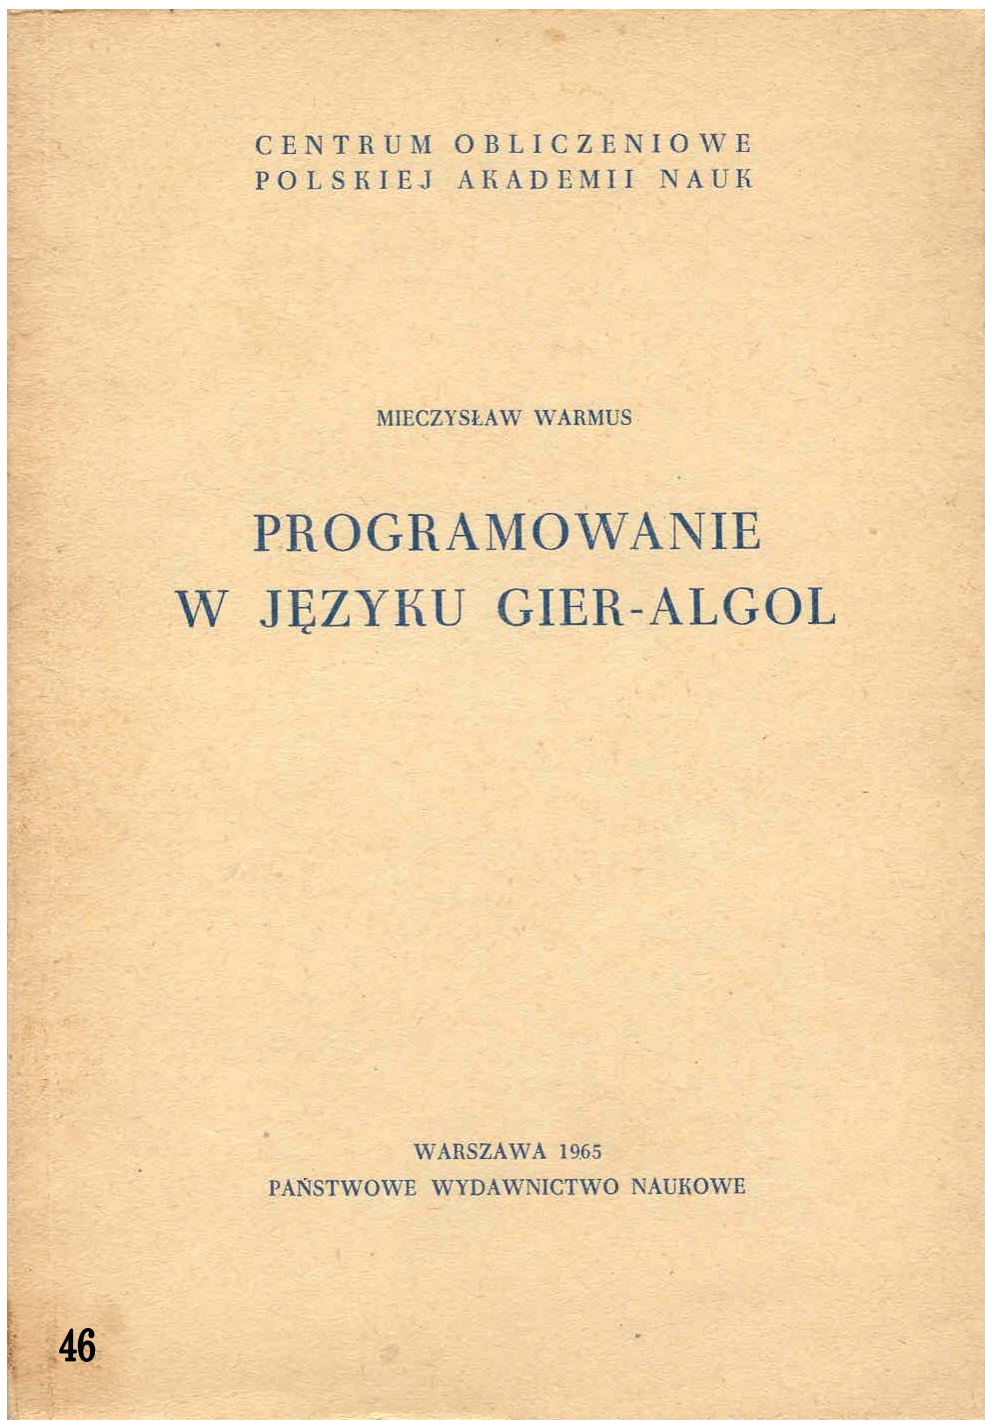 CENTRUM OBLICZENIOWE
POLSKIEJ AKADEMII NAUK
MIECZYSŁAW WARMUS
PROGRAMOWANIE
W JĘZYKU GIER-ALGOL
WARSZAWA 1965
PAŃSTWOWE WYDAWNICTWO NAUKOWE
46